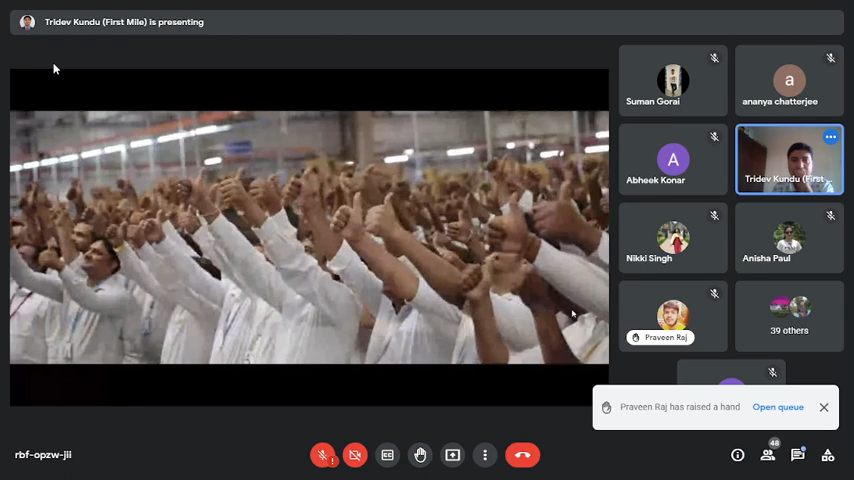 Tridev Kundu (First Mile) is presenting
Suman Gorai
a
ananya chatterjee
A
Abheek Konar
Tridev Kundu (First ...
Nikki Singh
Anisha Paul
Praveen Raj
39 others
Praveen Raj has raised a hand
Open queue
rbf-opzw-jii
CC
48